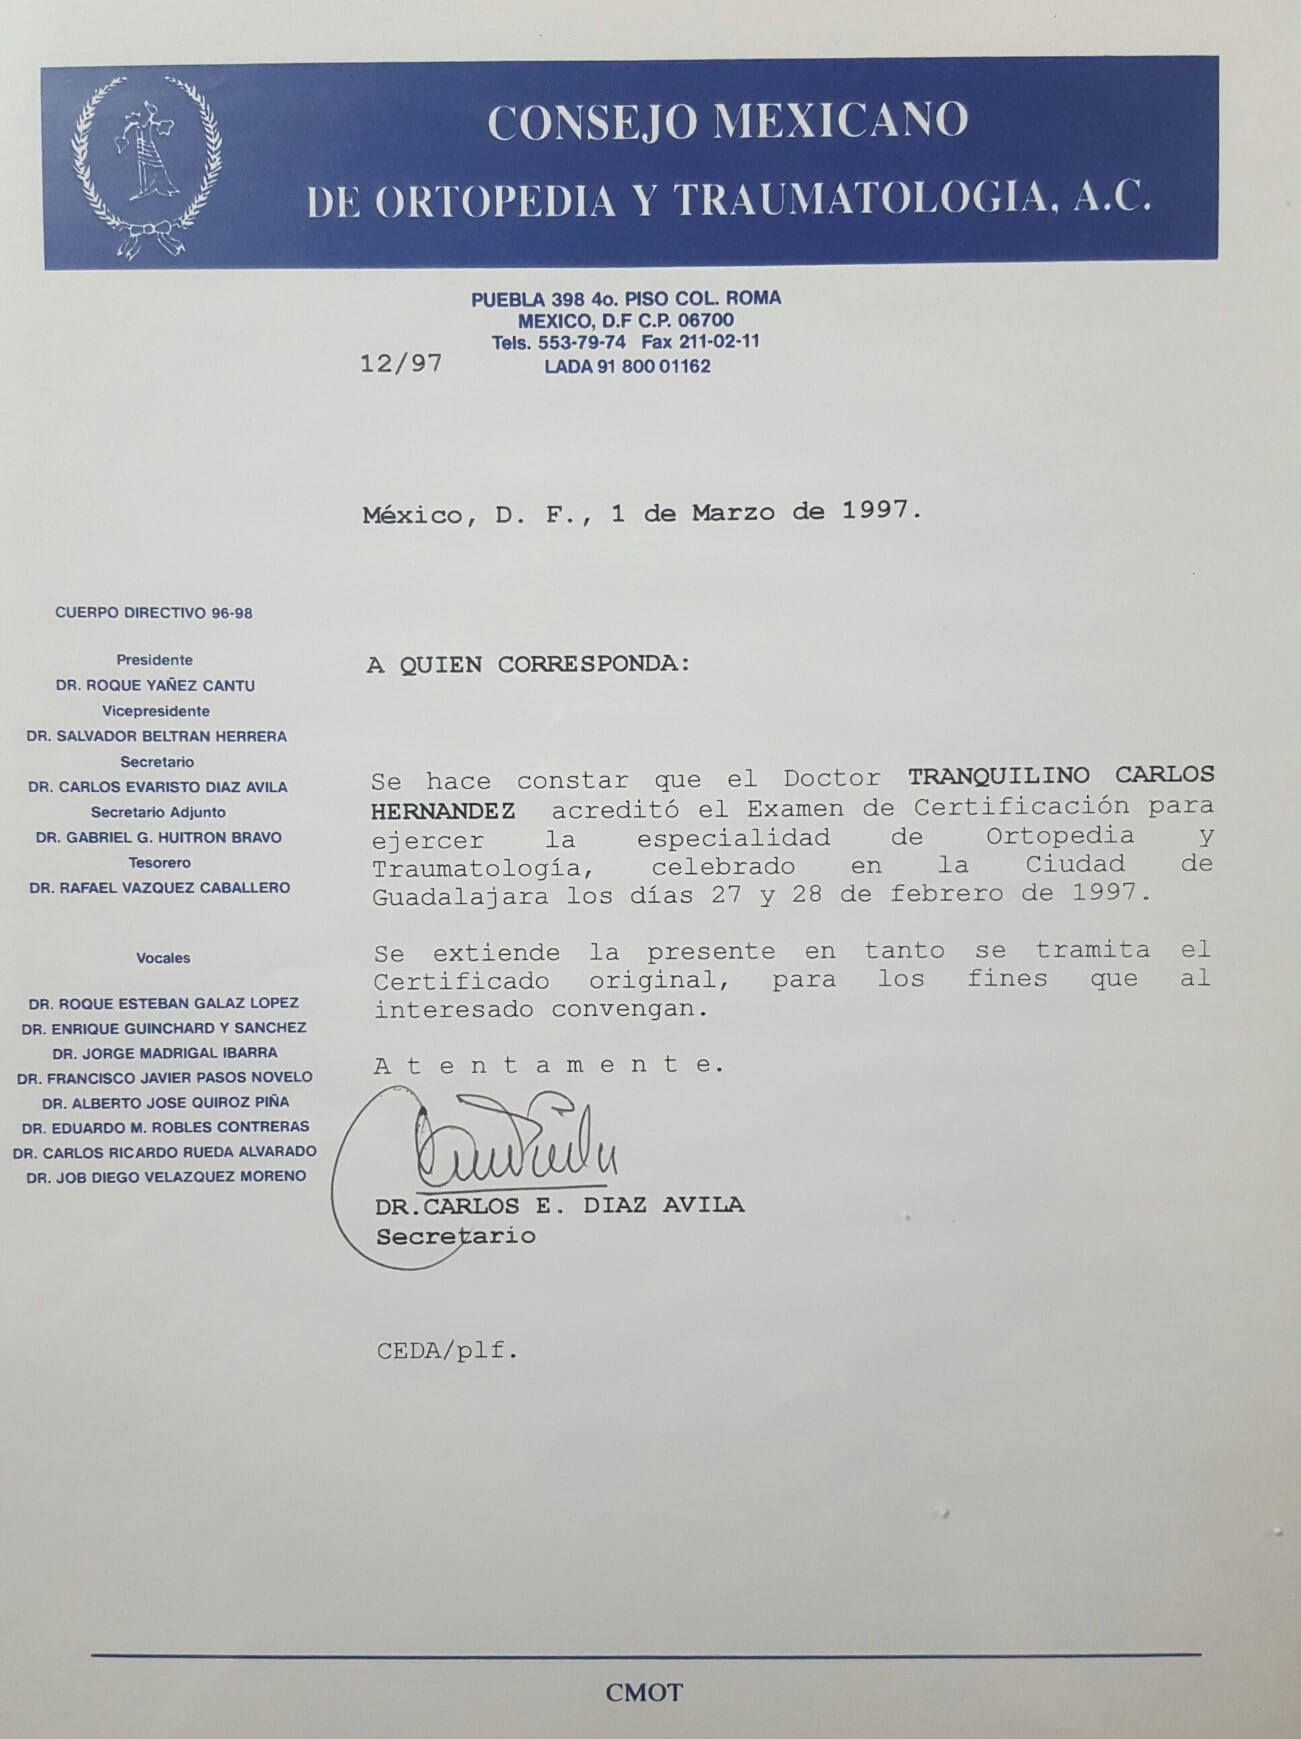 CONSEJO MEXICANO
DE ORTOPEDIA Y TRAUMATOLOGIA, A.C.
PUEBLA 398 4o. PISO COL. ROMA
MEXICO, D.F C.P. 06700
Tels. 553-79-74 Fax 211-02-11
LADA 91 800 01162
12/97
México, D. F., 1 de Marzo de 1997.
CUERPO DIRECTIVO 96-98
Presidente
DR. ROQUE YAÑEZ CANTU
Vicepresidente
DR. SALVADOR BELTRAN HERRERA
Secretario
DR. CARLOS EVARISTO DIAZ AVILA
Secretario Adjunto
DR. GABRIEL G. HUITRON BRAVO
Tesorero
DR. RAFAEL VAZQUEZ CABALLERO
Vocales
DR. ROQUE ESTEBAN GALAZ LOPEZ
DR. ENRIQUE GUINCHARD Y SANCHEZ
DR. JORGE MADRIGAL IBARRA
DR. FRANCISCO JAVIER PASOS NOVELO
DR. ALBERTO JOSE QUIROZ PIÑA
DR. EDUARDO M. ROBLES CONTRERAS
DR. CARLOS RICARDO RUEDA ALVARADO
DR. JOB DIEGO VELAZQUEZ MORENO
A QUIEN CORRESPONDA:
Se hace constar que el Doctor TRANQUILINO CARLOS
HERNANDEZ acreditó el Examen de Certificación para
ejercer la especialidad de Ortopedia y
Traumatología, celebrado en la Ciudad de
Guadalajara los días 27 y 28 de febrero de 1997.
Se extiende la presente en tanto se tramita el
Certificado original, para los fines que al
interesado convengan.
A t e n t a m e n t e.
DR.CARLOS E. DIAZ AVILA
Secretario
CEDA/plf.
CMOT